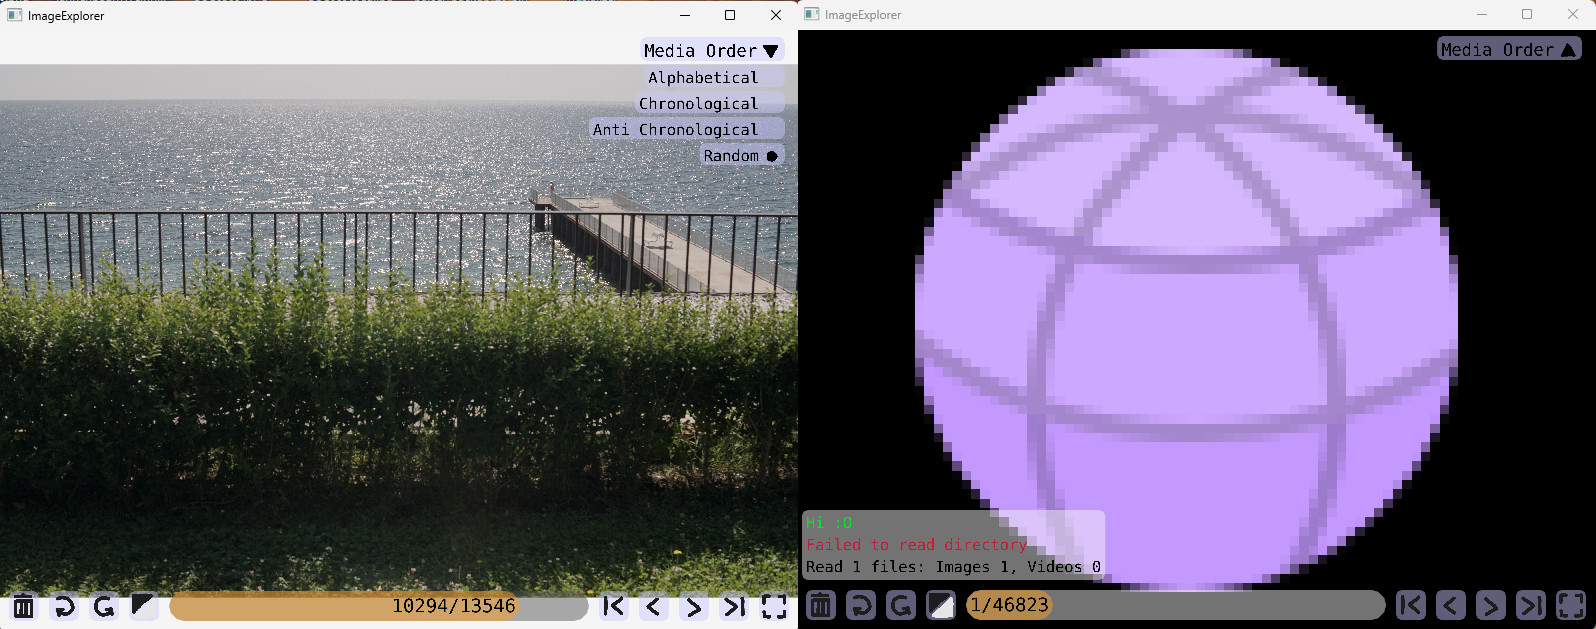 ImageExplorer
Media Order
Alphabetical
Chronological
Anti Chronological
Random
10294/13546
ImageExplorer
Media Order
Hi :O
Failed to read directory
Read 1 files: Images 1, Videos 0
1/46823